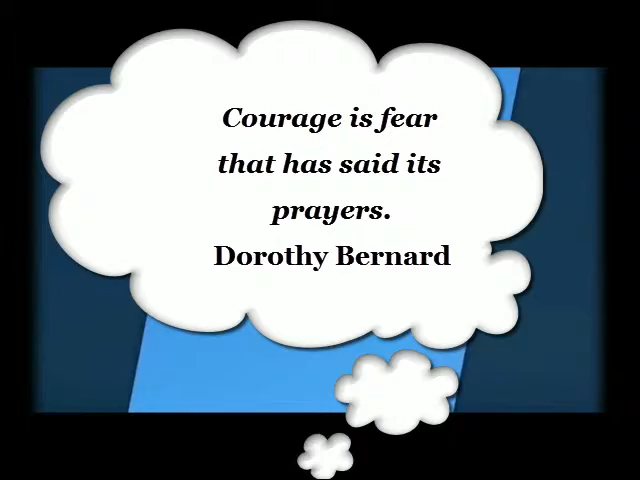 Courage is fear
that has said its
prayers.
Dorothy Bernard